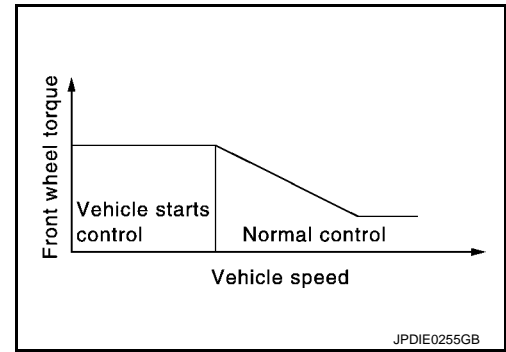 Front wheel torque
Vehicle starts
control
Normal control
Vehicle speed
JPDIE0255GB